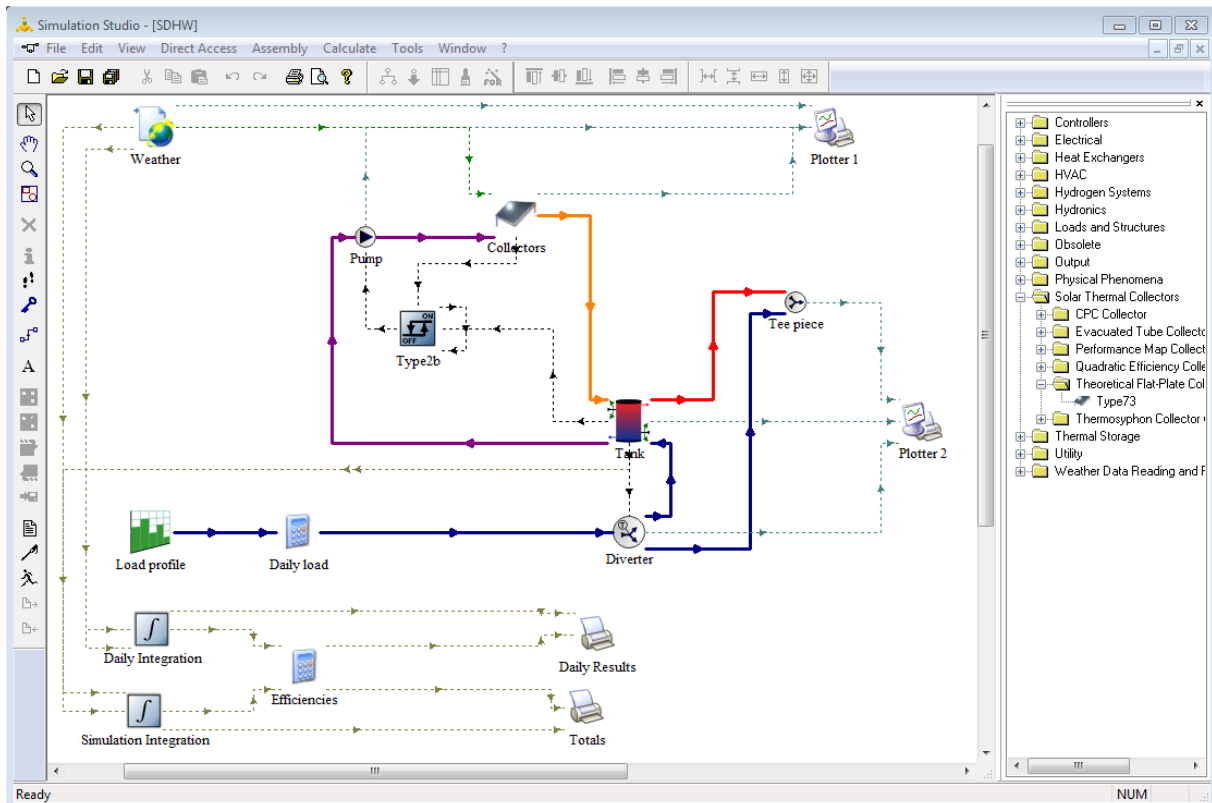 Simulation Studio - [SDHW]
File Edit View Direct Access Assembly Calculate Tools Window ?
FOR
A
Weather
Plotter 1
Collectors
Pump
ON
OFF
Type2b
Tee piece
Tank
Plotter 2
Load profile
Daily load
Diverter
Daily Integration
Daily Results
Efficiencies
Simulation Integration
Totals
Controllers
Electrical
Heat Exchangers
HVAC
Hydrogen Systems
Hydronics
Loads and Structures
Obsolete
Output
Physical Phenomena
Solar Thermal Collectors
CPC Collector
Evacuated Tube Collecto
Performance Map Collect
Quadratic Efficiency Colle
Theoretical Flat-Plate Col
Type73
Thermosyphon Collector
Thermal Storage
Utility
Weather Data Reading and F
Ready
NUM